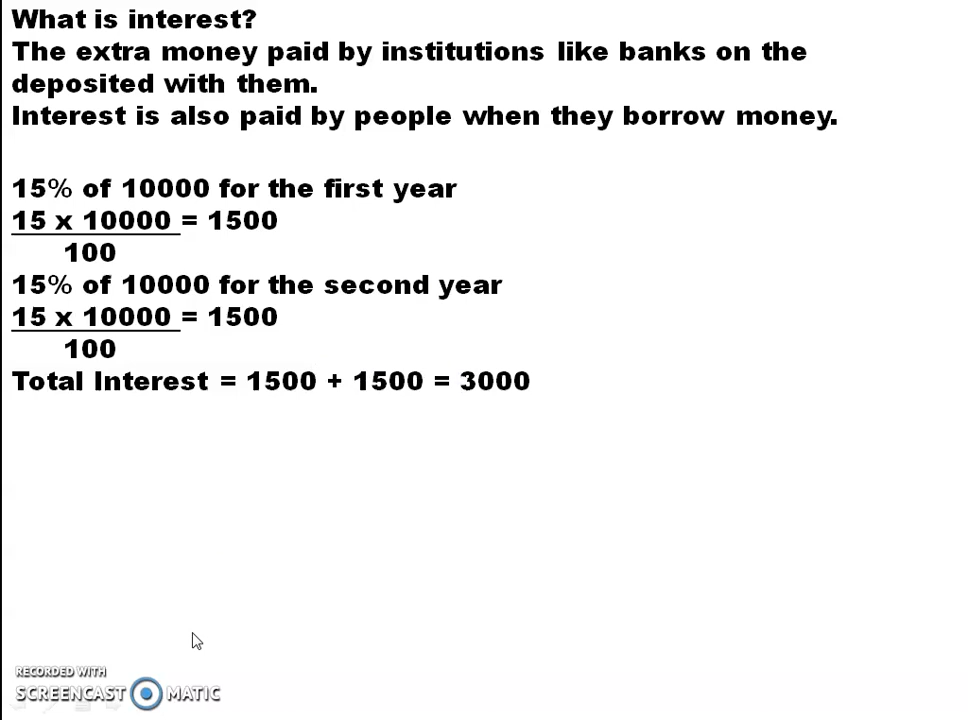 What is interest?
The extra money paid by institutions like banks on the
deposited with them.
Interest is also paid by people when they borrow money.
15% of 10000 for the first year
15 x 10000 = 1500
100
15% of 10000 for the second year
15 x 10000 = 1500
100
Total Interest = 1500 + 1500 = 3000
RECORDED WITH
SCREENCAST MATIC